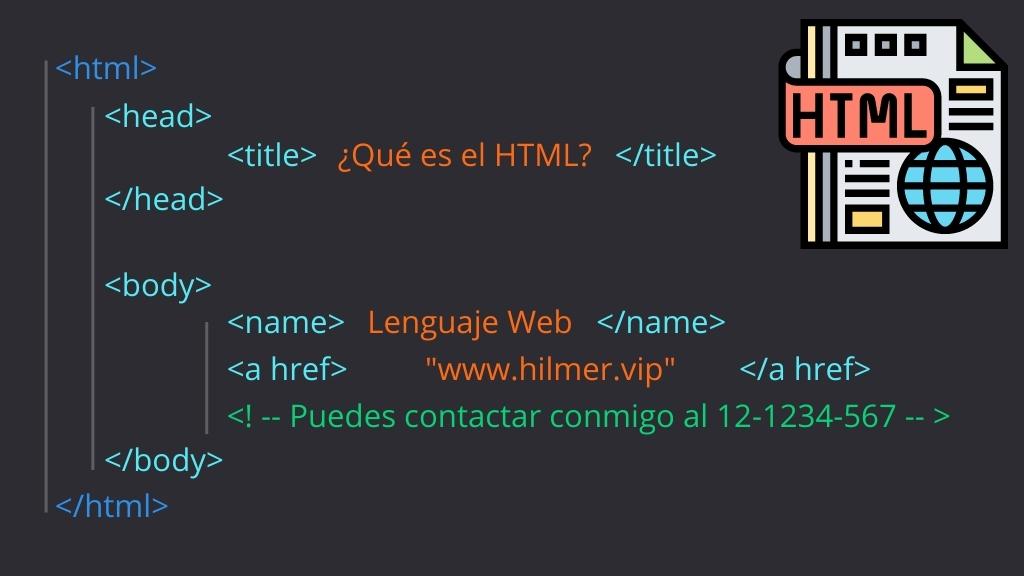 <html>
<head>
<title> ¿Qué es el HTML? </title>
</head>
HTML
<body>
<name> Lenguaje Web </name>
<a href> "www.hilmer.vip" </a href>
<! -- Puedes contactar conmigo al 12-1234-567 -- >
</body>
</html>